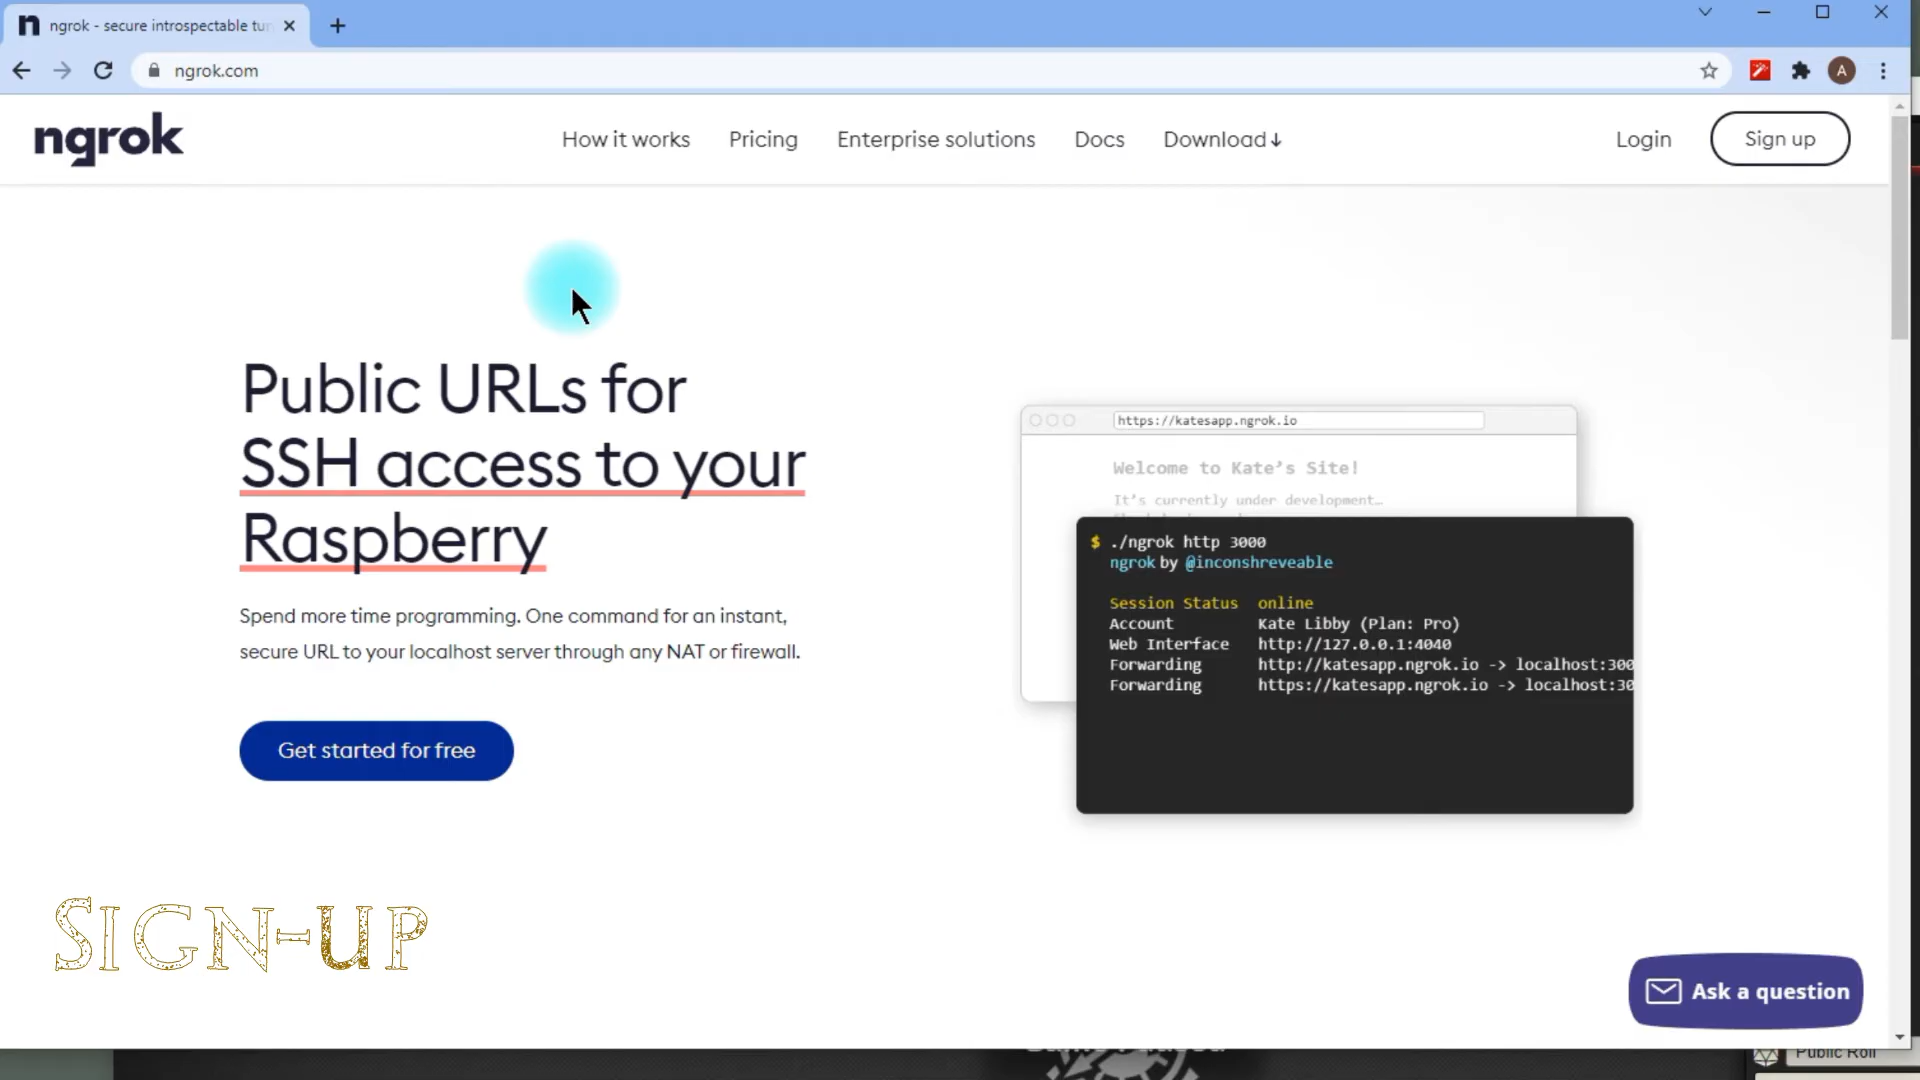 ngrok - secure introspectable tun
ngrok.com
A
ngrok
How it works
Pricing
Enterprise solutions
Docs
Download↓
Login
Sign up
Public URLs for
SSH access to your
Raspberry
Spend more time programming. One command for an instant,
secure URL to your localhost server through any NAT or firewall.
Get started for free
https://katesapp.ngrok.io
Welcome to Kate's Site!
It's currently under development…
$ ./ngrok http 3000
ngrok by @inconshreveable
Session Status online
Account Kate Libby (Plan: Pro)
Web Interface http://127.0.0.1:4040
Forwarding http://katesapp.ngrok.io -> localhost:300
Forwarding https://katesapp.ngrok.io -> localhost:30
Sign-up
Ask a question
Public Roll